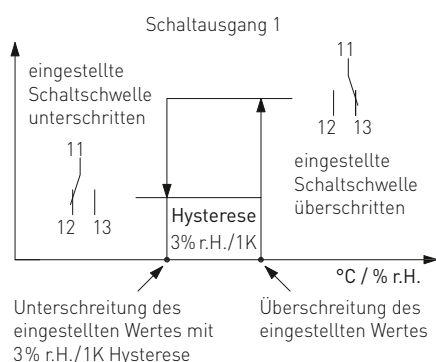 Schaltausgang 1
eingestellte
Schaltschwelle
unterschritten
11
12 13
11
12 13
eingestellte
Schaltschwelle
überschritten
Hysterese
3% r.H./1K
°C / % r.H.
Unterschreitung des
eingestellten Wertes mit
3% r.H./1K Hysterese
Überschreitung des
eingestellten Wertes